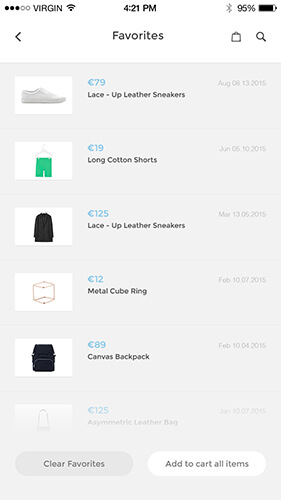 VIRGIN 4:21 PM 95%
Favorites
€79 Aug 08.13.2015
Lace - Up Leather Sneakers
€19 Jun 05.10.2015
Long Cotton Shorts
€125 Mar 13.05.2015
Lace - Up Leather Sneakers
€12 Feb 10.07.2015
Metal Cube Ring
€89 Feb 10.04.2015
Canvas Backpack
€125 Jan 10.07.2015
Asymmetric Leather Bag
Clear Favorites Add to cart all items